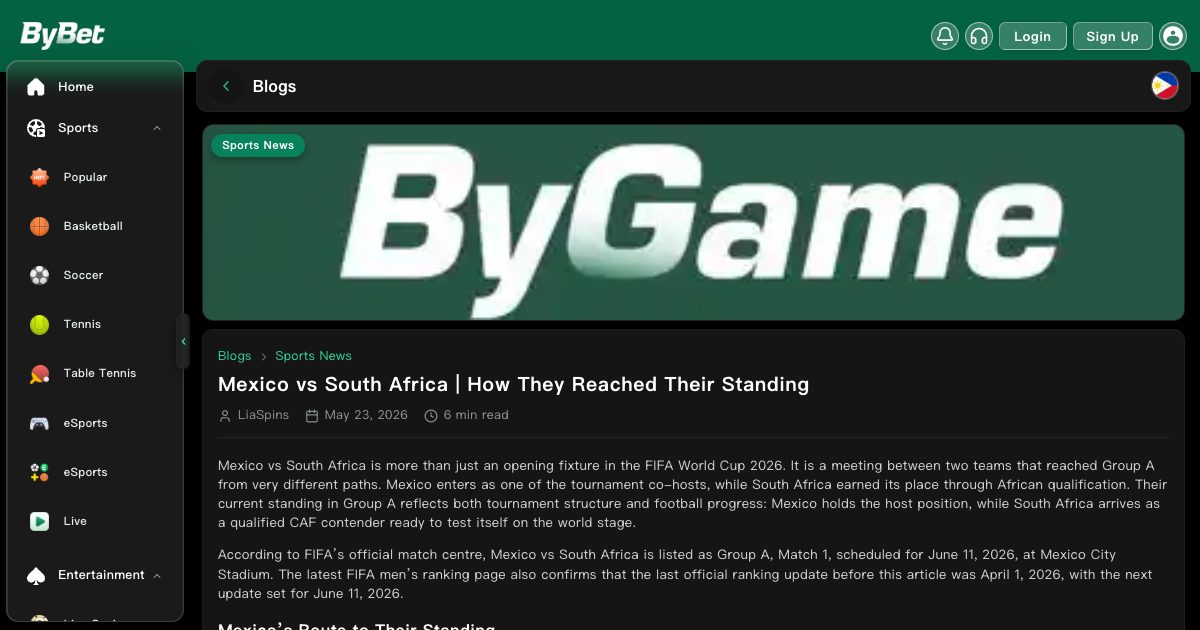 ByBet
Login
Sign Up
Home
Sports
Popular
Basketball
Soccer
Tennis
Table Tennis
eSports
eSports
Live
Entertainment
Blogs
Sports News
ByGame
Blogs > Sports News
Mexico vs South Africa | How They Reached Their Standing
LiaSpins May 23, 2026 6 min read
Mexico vs South Africa is more than just an opening fixture in the FIFA World Cup 2026. It is a meeting between two teams that reached Group A
from very different paths. Mexico enters as one of the tournament co-hosts, while South Africa earned its place through African qualification. Their
current standing in Group A reflects both tournament structure and football progress: Mexico holds the host position, while South Africa arrives as
a qualified CAF contender ready to test itself on the world stage.
According to FIFA's official match centre, Mexico vs South Africa is listed as Group A, Match 1, scheduled for June 11, 2026, at Mexico City
Stadium. The latest FIFA men's ranking page also confirms that the last official ranking update before this article was April 1, 2026, with the next
update set for June 11, 2026.
Mexico's Route to Their Standing